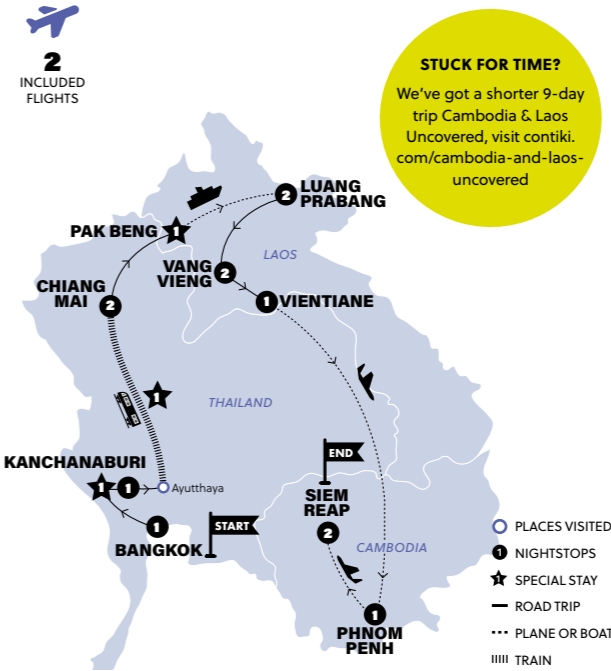 2
INCLUDED
FLIGHTS
STUCK FOR TIME?
We've got a shorter 9-day
trip Cambodia & Laos
Uncovered, visit contiki.
com/cambodia-and-laos-
uncovered
2
LUANG
PRABANG
PAK BENG
1
LAOS
VANG
VIENG
2
CHIANG
MAI
2
1
VIENTIANE
1
THAILAND
KANCHANABURI
1
1
Ayutthaya
1
BANGKOK
START
END
SIEM
REAP
2
CAMBODIA
1
PHNOM
PENH
PLACES VISITED
1
NIGHTSTOPS
1
SPECIAL STAY
ROAD TRIP
PLANE OR BOAT
TRAIN